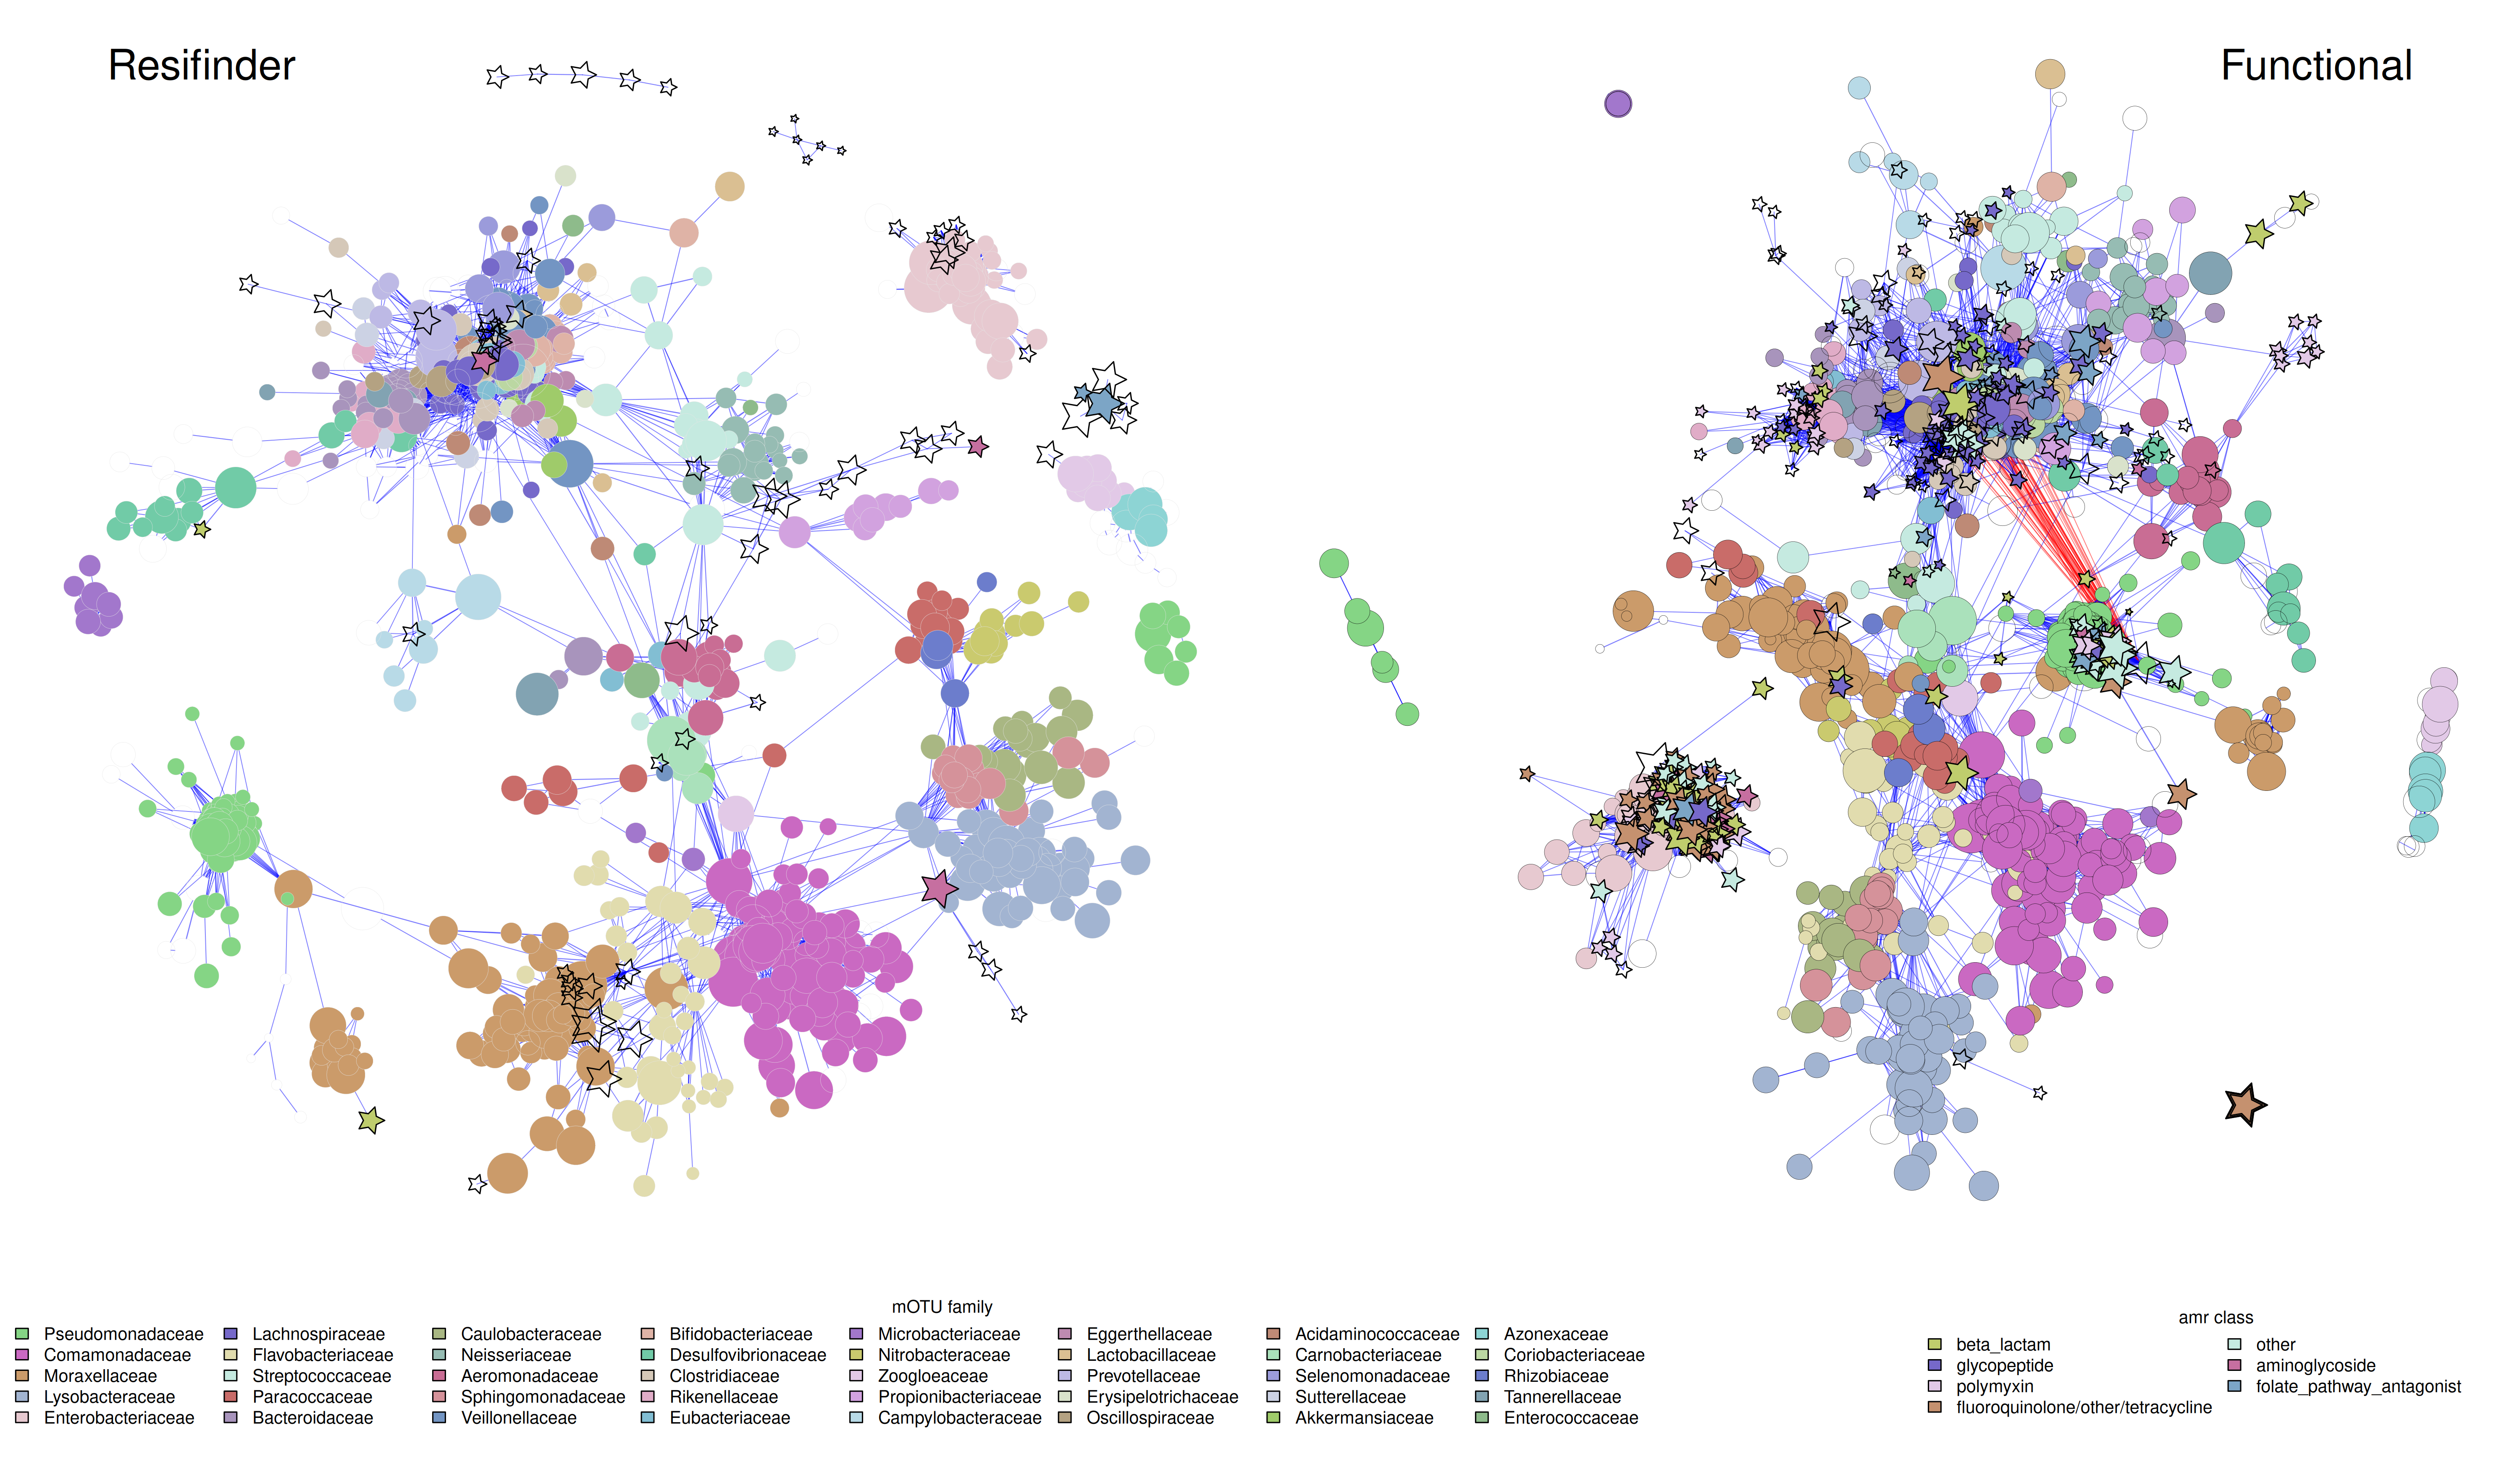 Resifinder
Functional
mOTU family
Pseudomonadaceae Lachnospiraceae Caulobacteraceae Bifidobacteriaceae Microbacteriaceae Eggerthellaceae Acidaminococcaceae Azonexaceae
Comamonadaceae Flavobacteriaceae Neisseriaceae Desulfovibrionaceae Nitrobacteraceae Lactobacillaceae Carnobacteriaceae Coriobacteriaceae
Moraxellaceae Streptococcaceae Aeromonadaceae Clostridiaceae Zoogloeaceae Prevotellaceae Selenomonadaceae Rhizobiaceae
Lysobacteraceae Paracoccaceae Sphingomonadaceae Rikenellaceae Propionibacteriaceae Erysipelotrichaceae Sutterellaceae Tannerellaceae
Enterobacteriaceae Bacteroidaceae Veillonellaceae Eubacteriaceae Campylobacteraceae Oscillospiraceae Akkermansiaceae Enterococcaceae
amr class
beta_lactam other
glycopeptide aminoglycoside
polymyxin folate_pathway_antagonist
fluoroquinolone/other/tetracycline